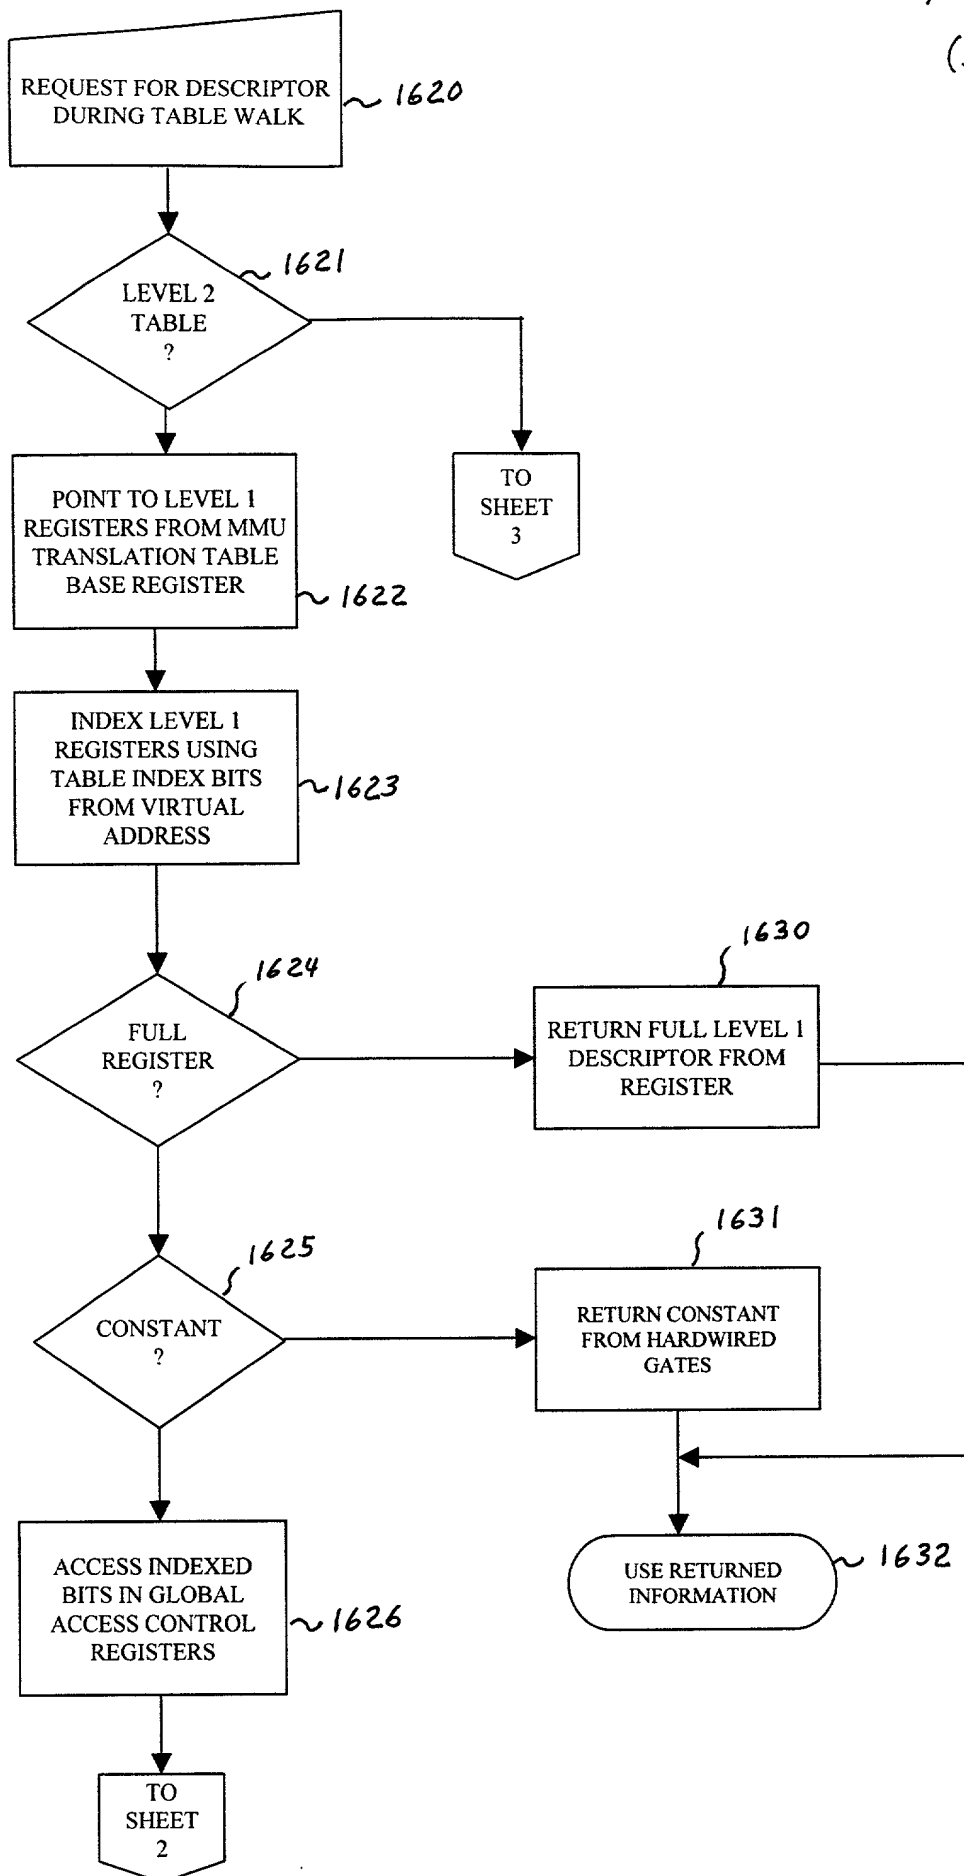 REQUEST FOR DESCRIPTOR
DURING TABLE WALK
1620
1621
LEVEL 2
TABLE
?
TO
SHEET
3
POINT TO LEVEL 1
REGISTERS FROM MMU
TRANSLATION TABLE
BASE REGISTER
1622
INDEX LEVEL 1
REGISTERS USING
TABLE INDEX BITS
FROM VIRTUAL
ADDRESS
1623
1624
FULL
REGISTER
?
1630
RETURN FULL LEVEL 1
DESCRIPTOR FROM
REGISTER
1625
CONSTANT
?
1631
RETURN CONSTANT
FROM HARDWIRED
GATES
ACCESS INDEXED
BITS IN GLOBAL
ACCESS CONTROL
REGISTERS
1626
USE RETURNED
INFORMATION
1632
TO
SHEET
2